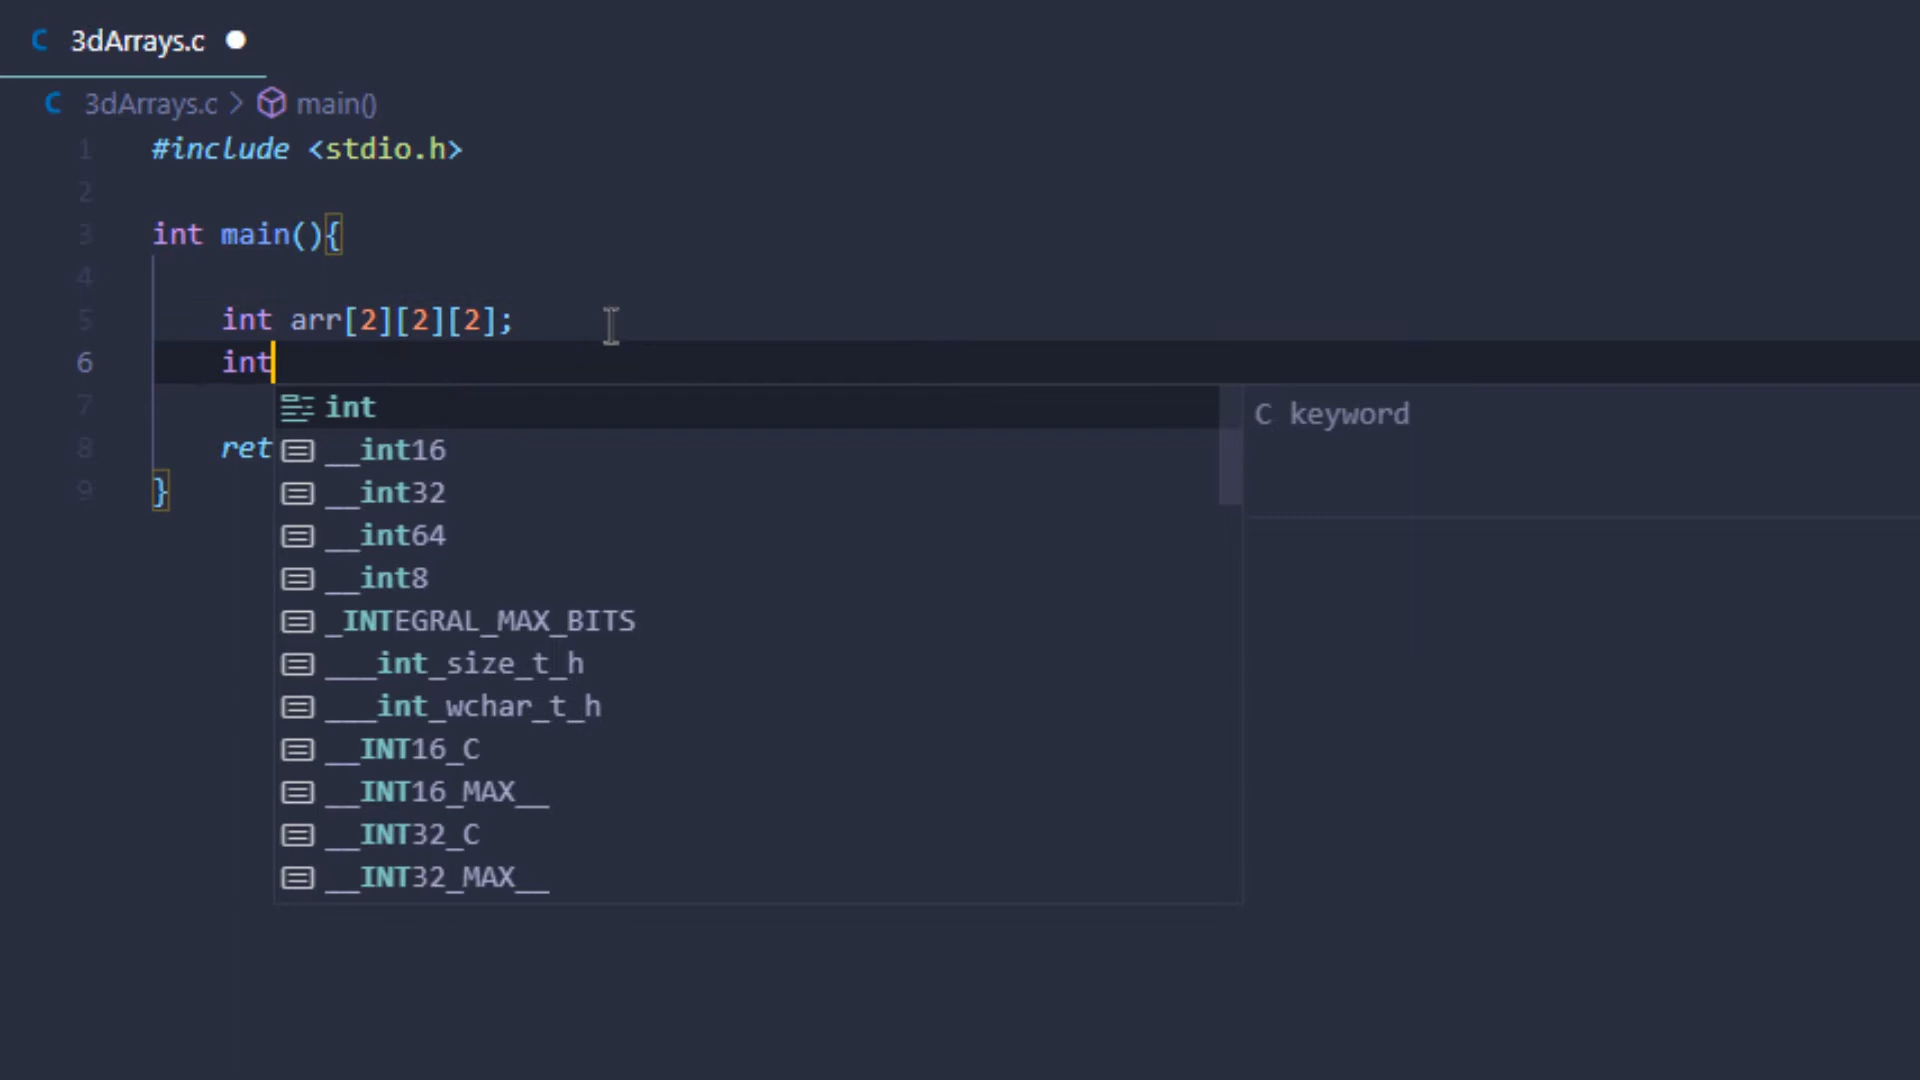 C 3dArrays.c
C 3dArrays.c > main()
1 #include <stdio.h>
2
3 int main(){
4
5 int arr[2][2][2];
6 int
7
8 ret
9 }
int
C keyword
__int16
__int32
__int64
__int8
_INTEGRAL_MAX_BITS
___int_size_t_h
___int_wchar_t_h
__INT16_C
__INT16_MAX__
__INT32_C
__INT32_MAX__